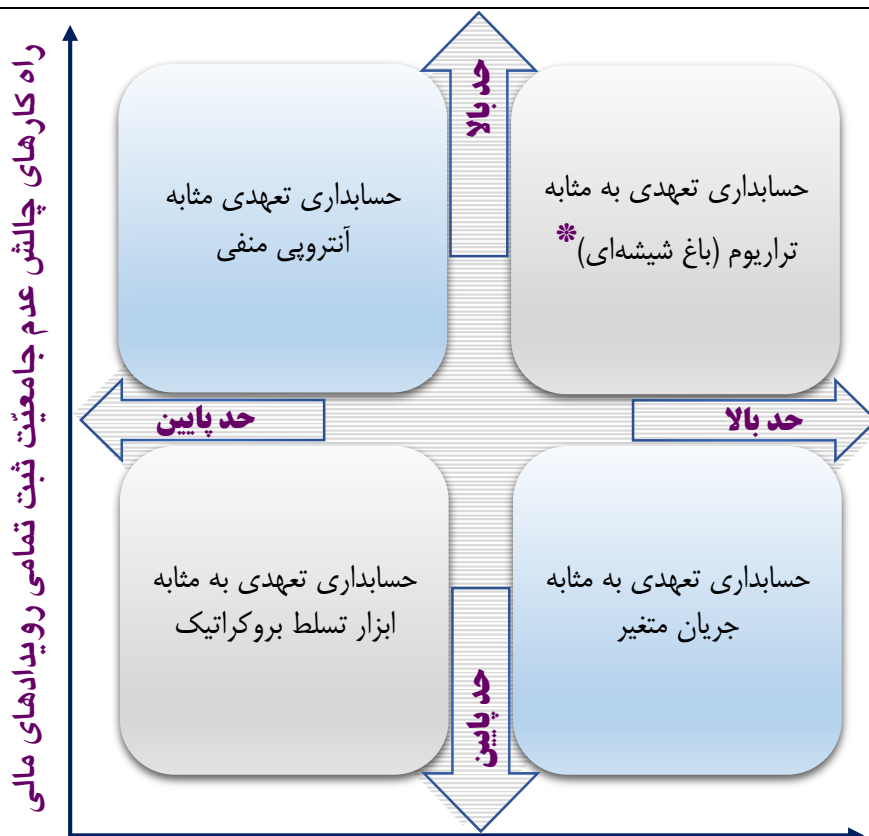 راه کارهای چالش عدم جامعیّت ثبت تمامی رویدادهای مالی
حد بالا
حسابداری تعهدی به مثابه
تراریوم (باغ شیشه‌ای)*
حسابداری تعهدی مثابه
آنتروپی منفی
حد بالا
حد پایین
حسابداری تعهدی به مثابه
جریان متغیر
حسابداری تعهدی به مثابه
ابزار تسلط بروکراتیک
حد پایین